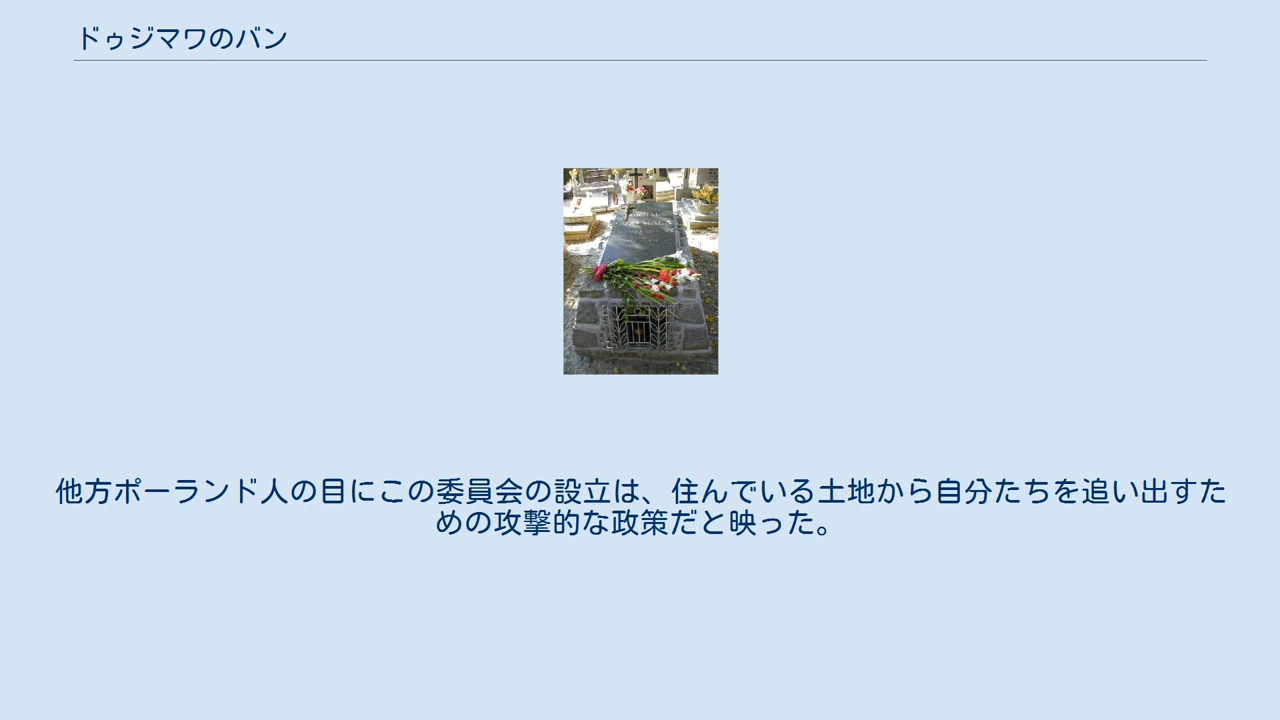 ドゥジマワのバン
他方ポーランド人の目にこの委員会の設立は、住んでいる土地から自分たちを追い出すた
めの攻撃的な政策だと映った。